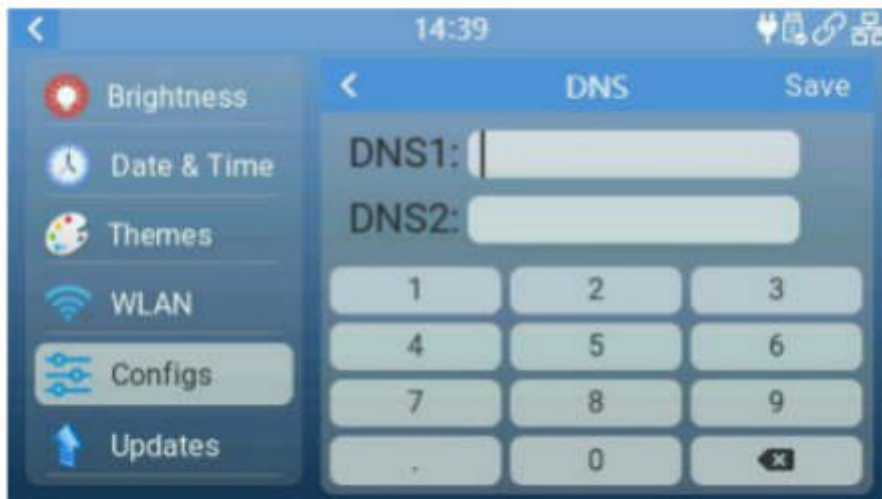 14:39
Brightness
Date & Time
Themes
WLAN
Configs
Updates
DNS Save
DNS1:
DNS2:
1 2 3
4 5 6
7 8 9
. 0